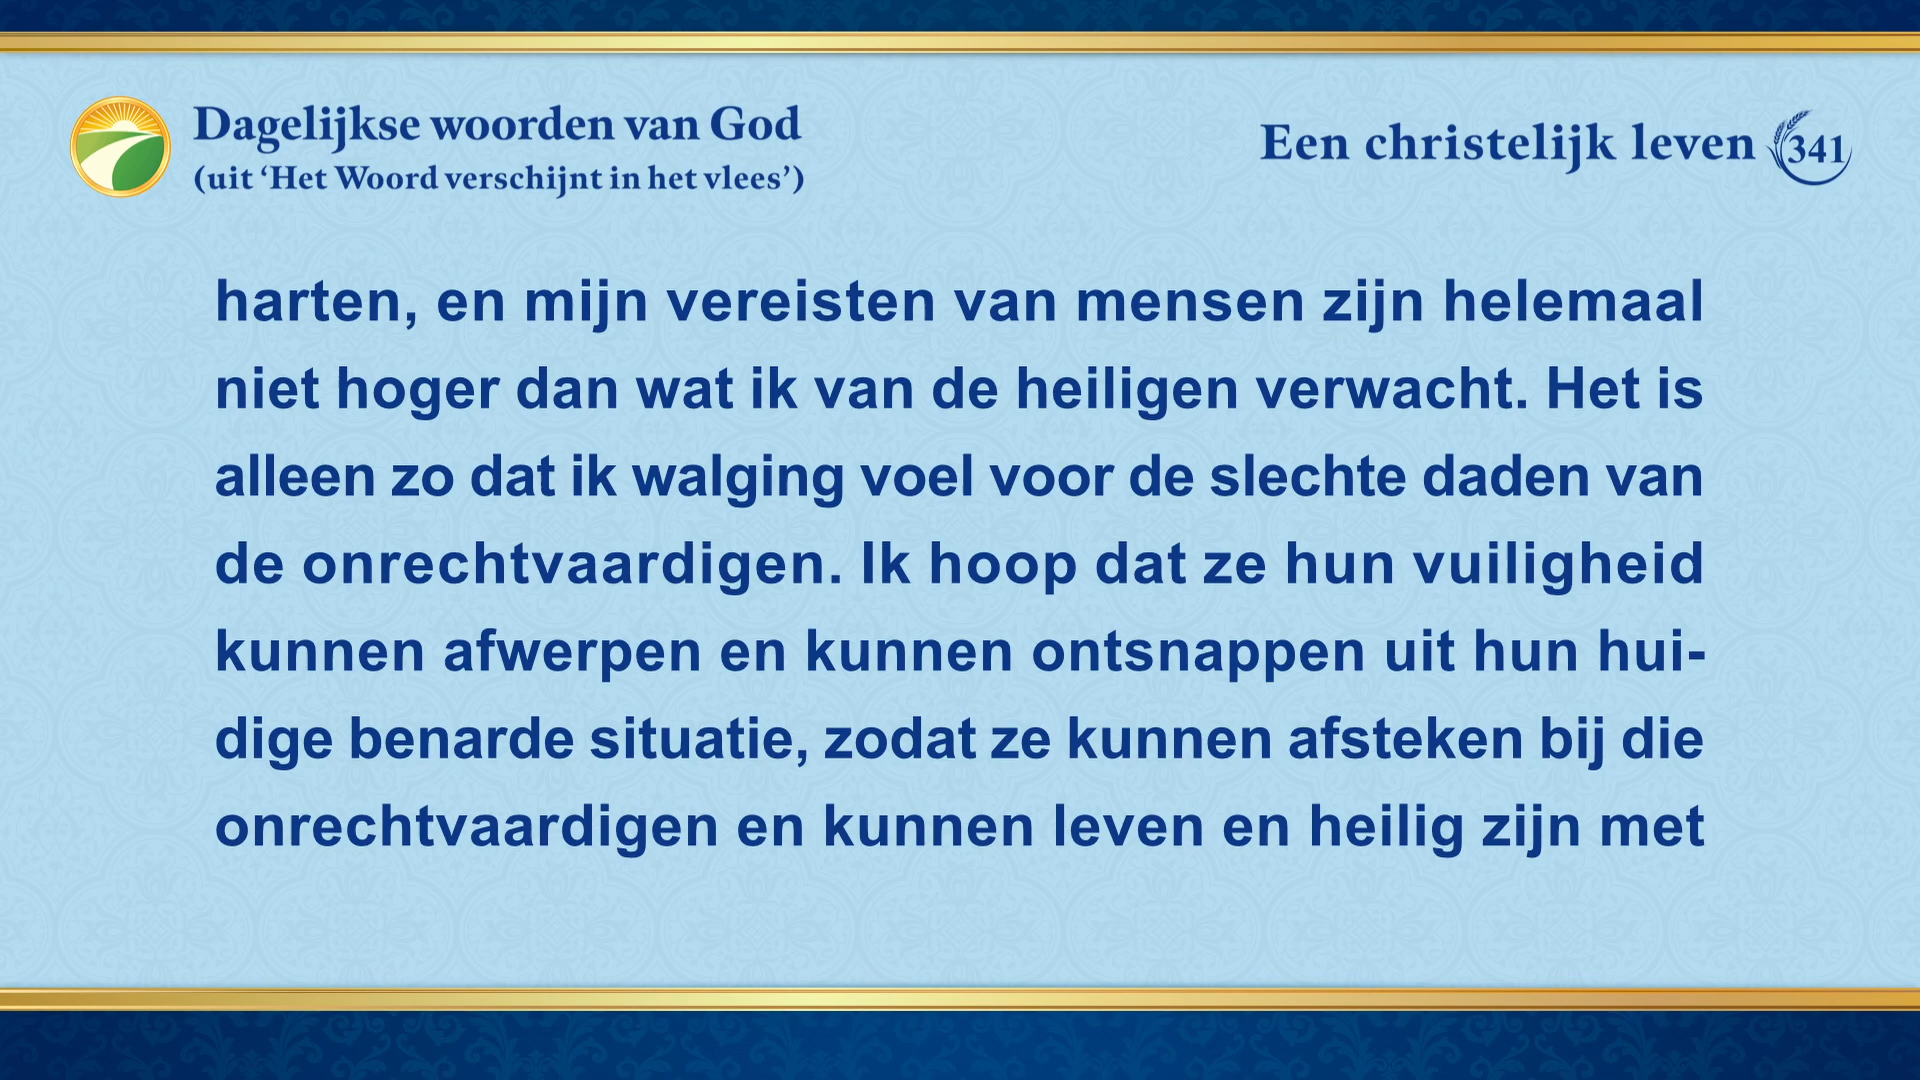 Dagelijkse woorden van God
(uit ‘Het Woord verschijnt in het vlees’)
Een christelijk leven 341
harten, en mijn vereisten van mensen zijn helemaal
niet hoger dan wat ik van de heiligen verwacht. Het is
alleen zo dat ik walging voel voor de slechte daden van
de onrechtvaardigen. Ik hoop dat ze hun vuiligheid
kunnen afwerpen en kunnen ontsnappen uit hun hui-
dige benarde situatie, zodat ze kunnen afsteken bij die
onrechtvaardigen en kunnen leven en heilig zijn met